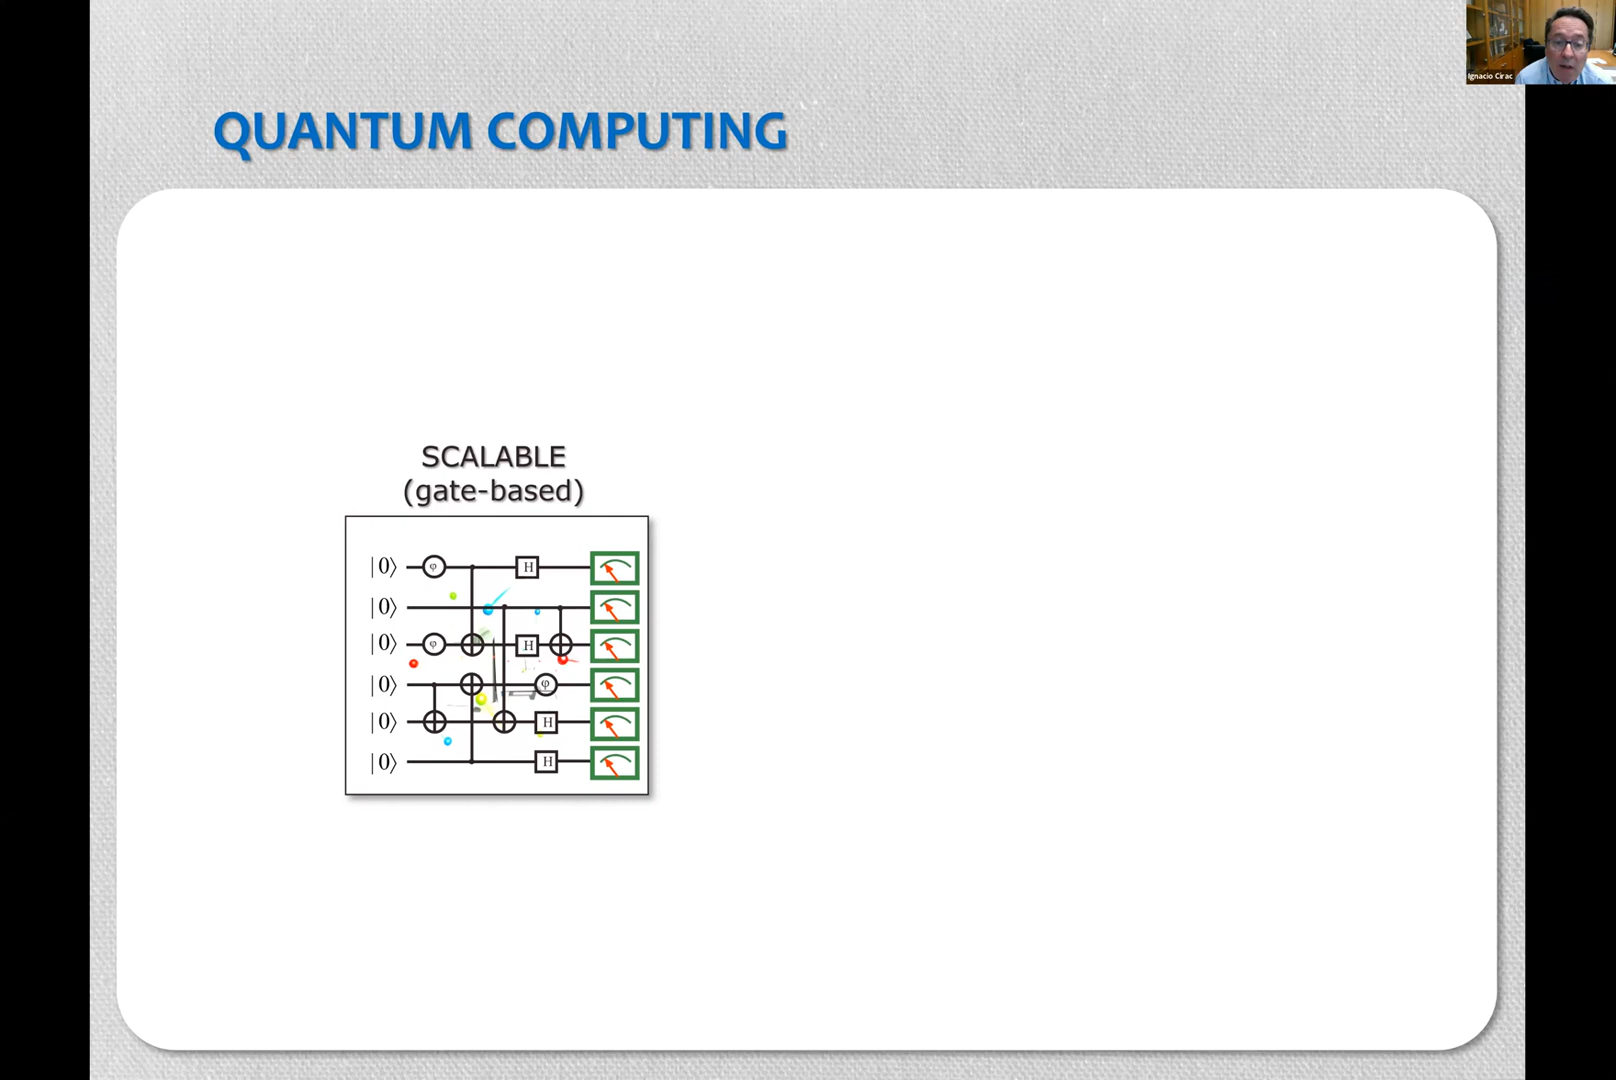 Ignacio Cirac
QUANTUM COMPUTING
SCALABLE
(gate-based)
|0⟩ φ H
|0⟩
|0⟩ φ H
|0⟩ φ
|0⟩ H
|0⟩ H